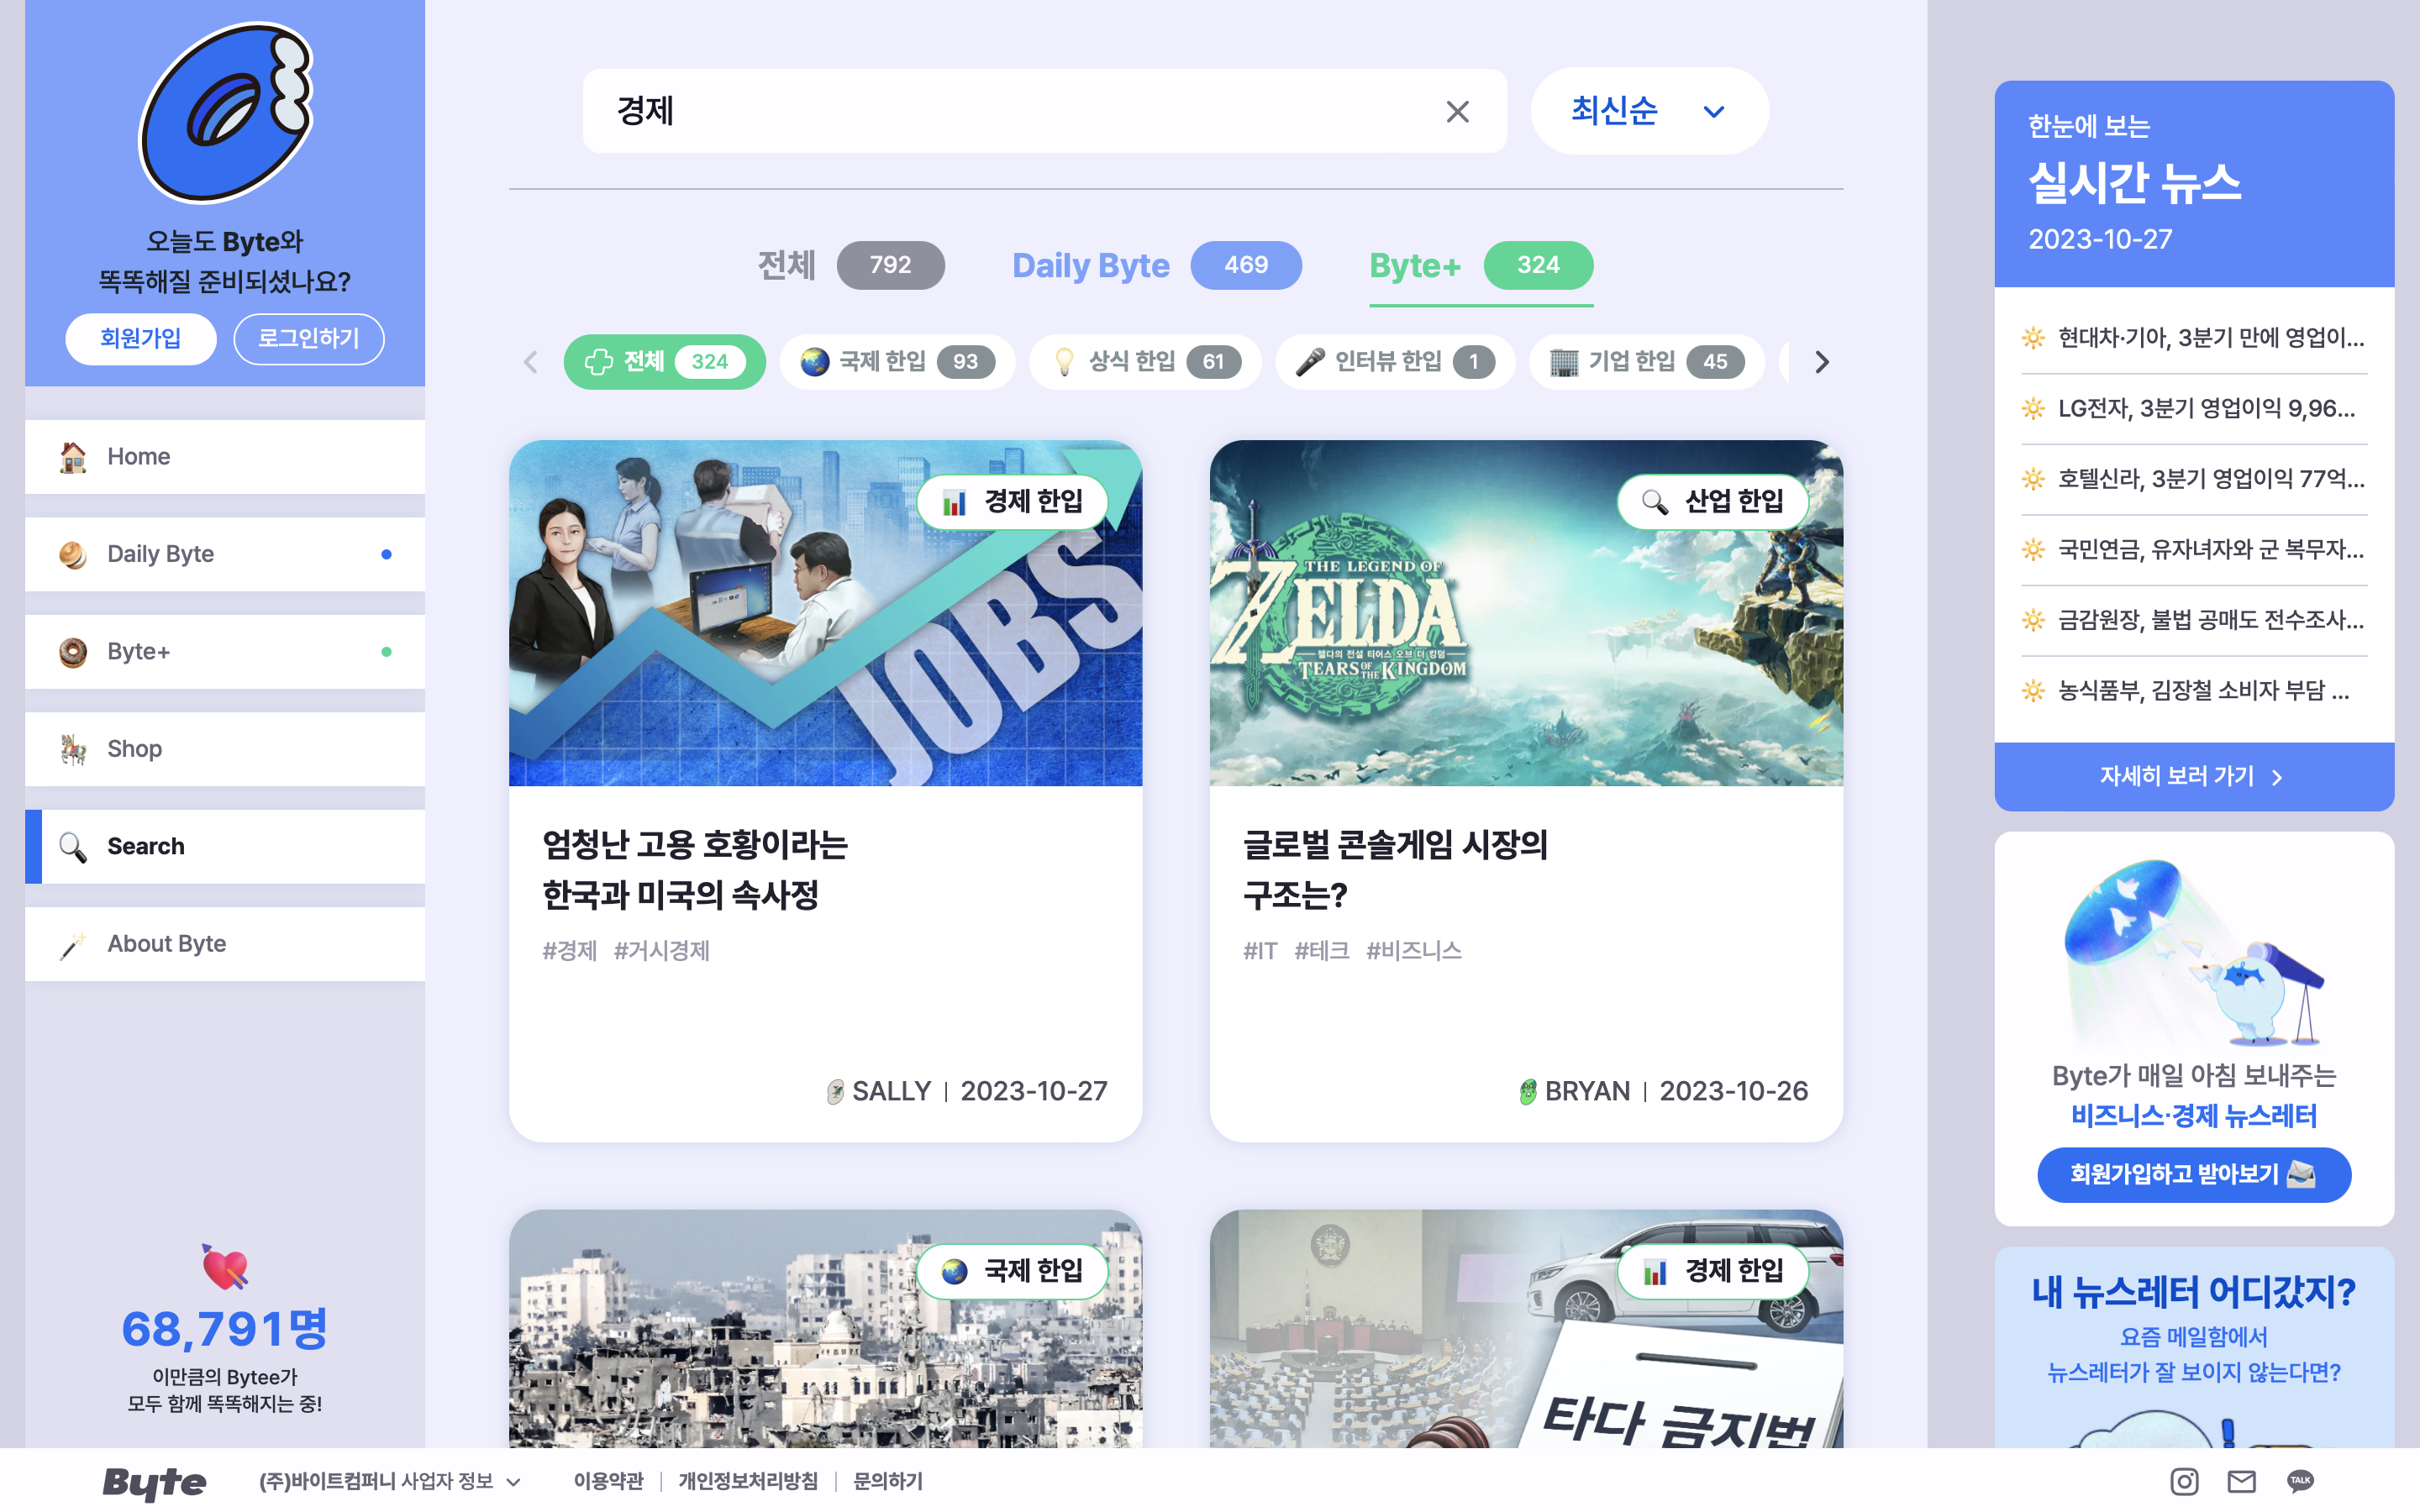 오늘도 Byte와
똑똑해질 준비되셨나요?
회원가입
로그인하기
Home
Daily Byte
Byte+
Shop
Search
About Byte
68,791명
이만큼의 Bytee가
모두 함께 똑똑해지는 중!
경제
최신순
전체 792
Daily Byte 469
Byte+ 324
전체 324
국제 한입 93
상식 한입 61
인터뷰 한입 1
기업 한입 45
경제 한입
JOBS
엄청난 고용 호황이라는
한국과 미국의 속사정
#경제 #거시경제
SALLY | 2023-10-27
산업 한입
THE LEGEND OF
ZELDA
젤다의 전설 티어스 오브 더 킹덤
TEARS OF THE KINGDOM
글로벌 콘솔게임 시장의
구조는?
#IT #테크 #비즈니스
BRYAN | 2023-10-26
국제 한입
경제 한입
타다 금지법
한눈에 보는
실시간 뉴스
2023-10-27
현대차·기아, 3분기 만에 영업이...
LG전자, 3분기 영업이익 9,96...
호텔신라, 3분기 영업이익 77억...
국민연금, 유자녀자와 군 복무자...
금감원장, 불법 공매도 전수조사...
농식품부, 김장철 소비자 부담 ...
자세히 보러 가기
Byte가 매일 아침 보내주는
비즈니스·경제 뉴스레터
회원가입하고 받아보기
내 뉴스레터 어디갔지?
요즘 메일함에서
뉴스레터가 잘 보이지 않는다면?
Byte
(주)바이트컴퍼니 사업자 정보
이용약관 | 개인정보처리방침 | 문의하기
TALK